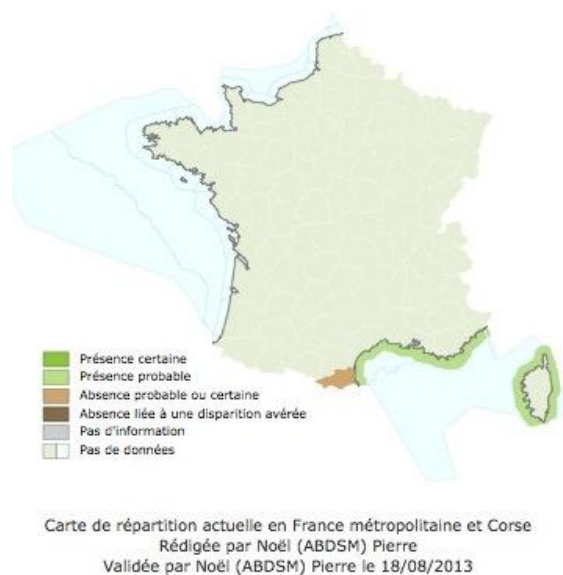 Présence certaine
Présence probable
Absence probable ou certaine
Absence liée à une disparition avérée
Pas d'information
Pas de données
Carte de répartition actuelle en France métropolitaine et Corse
Rédigée par Noël (ABDSM) Pierre
Validée par Noël (ABDSM) Pierre le 18/08/2013